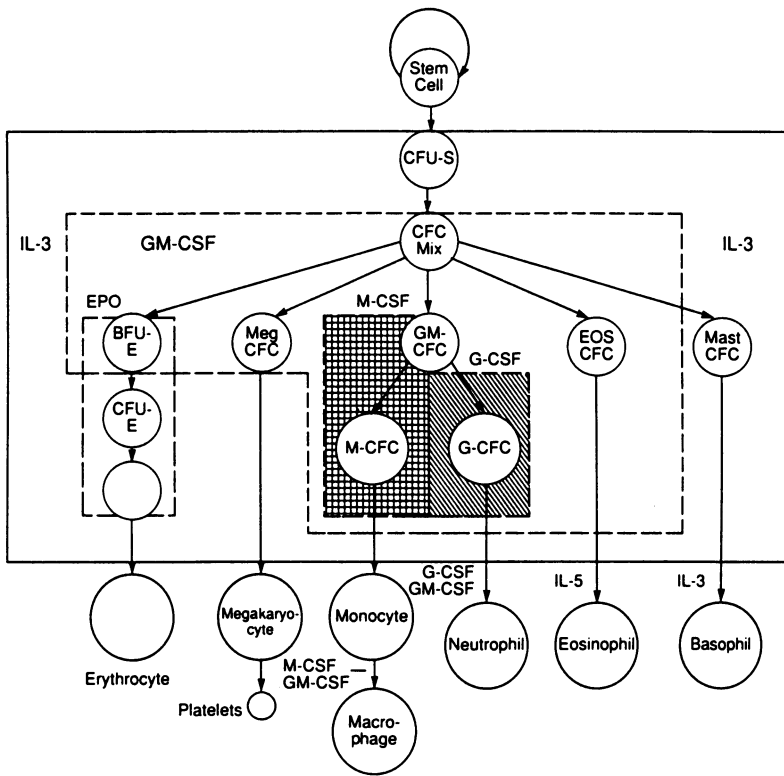 Stem
Cell
CFU-S
IL-3
GM-CSF
CFC
Mix
IL-3
EPO
M-CSF
BFU-
E
Meg
CFC
GM-
CFC
G-CSF
EOS
CFC
Mast
CFC
CFU-
E
M-CFC
G-CFC
G-CSF
GM-CSF
IL-5
IL-3
Erythrocyte
Megakaryo-
cyte
Monocyte
Neutrophil
Eosinophil
Basophil
M-CSF
GM-CSF
Platelets
Macro-
phage